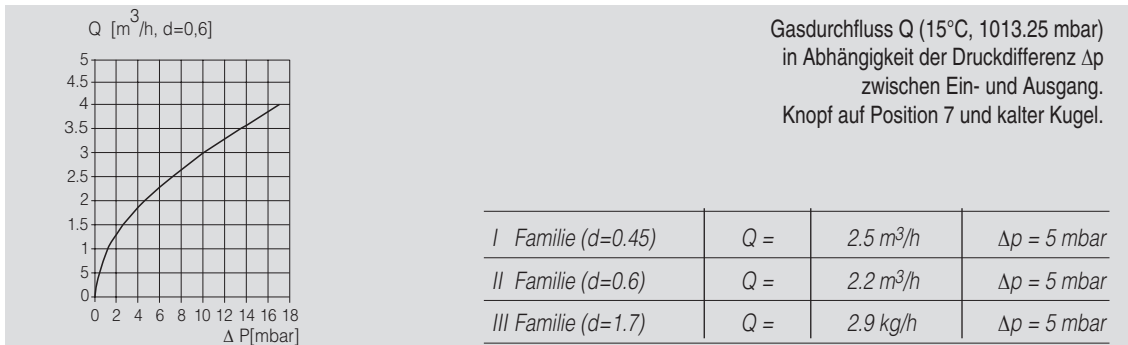 Q [m³/h, d=0,6]
5
4.5
4
3.5
3
2.5
2
1.5
1
5
0
0 2 4 6 8 10 12 14 16 18
Δ P[mbar]
Gasdurchfluss Q (15°C, 1013.25 mbar)
in Abhängigkeit der Druckdifferenz Δp
zwischen Ein- und Ausgang.
Knopf auf Position 7 und kalter Kugel.
I Familie (d=0.45) Q = 2.5 m³/h Δp = 5 mbar
II Familie (d=0.6) Q = 2.2 m³/h Δp = 5 mbar
III Familie (d=1.7) Q = 2.9 kg/h Δp = 5 mbar